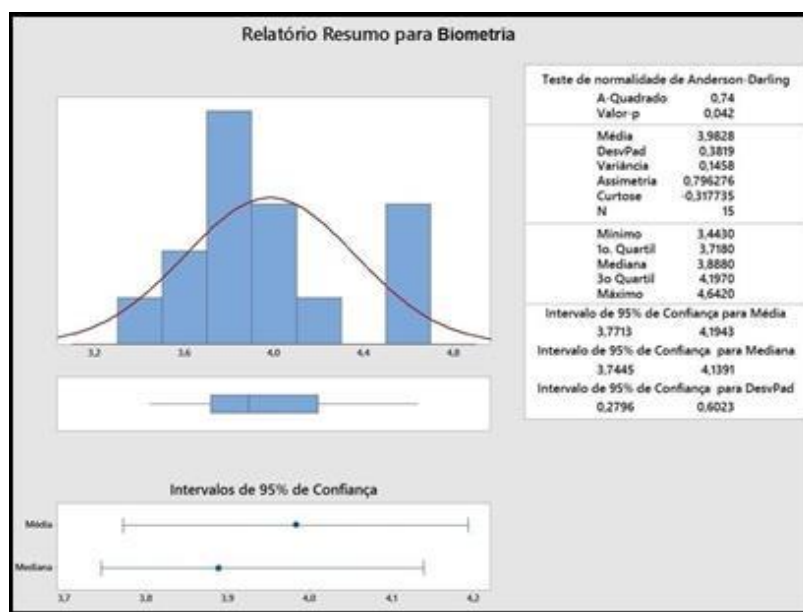 Relatório Resumo para Biometria
Teste de normalidade de Anderson-Darling
A-Quadrado 0,74
Valor-p 0,042
Média 3,9828
DesvPad 0,3819
Variância 0,1458
Assimetria 0,796276
Curtose -0,317735
N 15
Mínimo 3,4430
1o. Quartil 3,7180
Mediana 3,8880
3o Quartil 4,1970
Máximo 4,6420
Intervalo de 95% de Confiança para Média
3,7713 4,1943
Intervalo de 95% de Confiança para Mediana
3,7445 4,1391
Intervalo de 95% de Confiança para DesvPad
0,2796 0,6023
3,2 3,6 4,0 4,4 4,8
Intervalos de 95% de Confiança
Média
Mediana
3,7 3,8 3,9 4,0 4,1 4,2